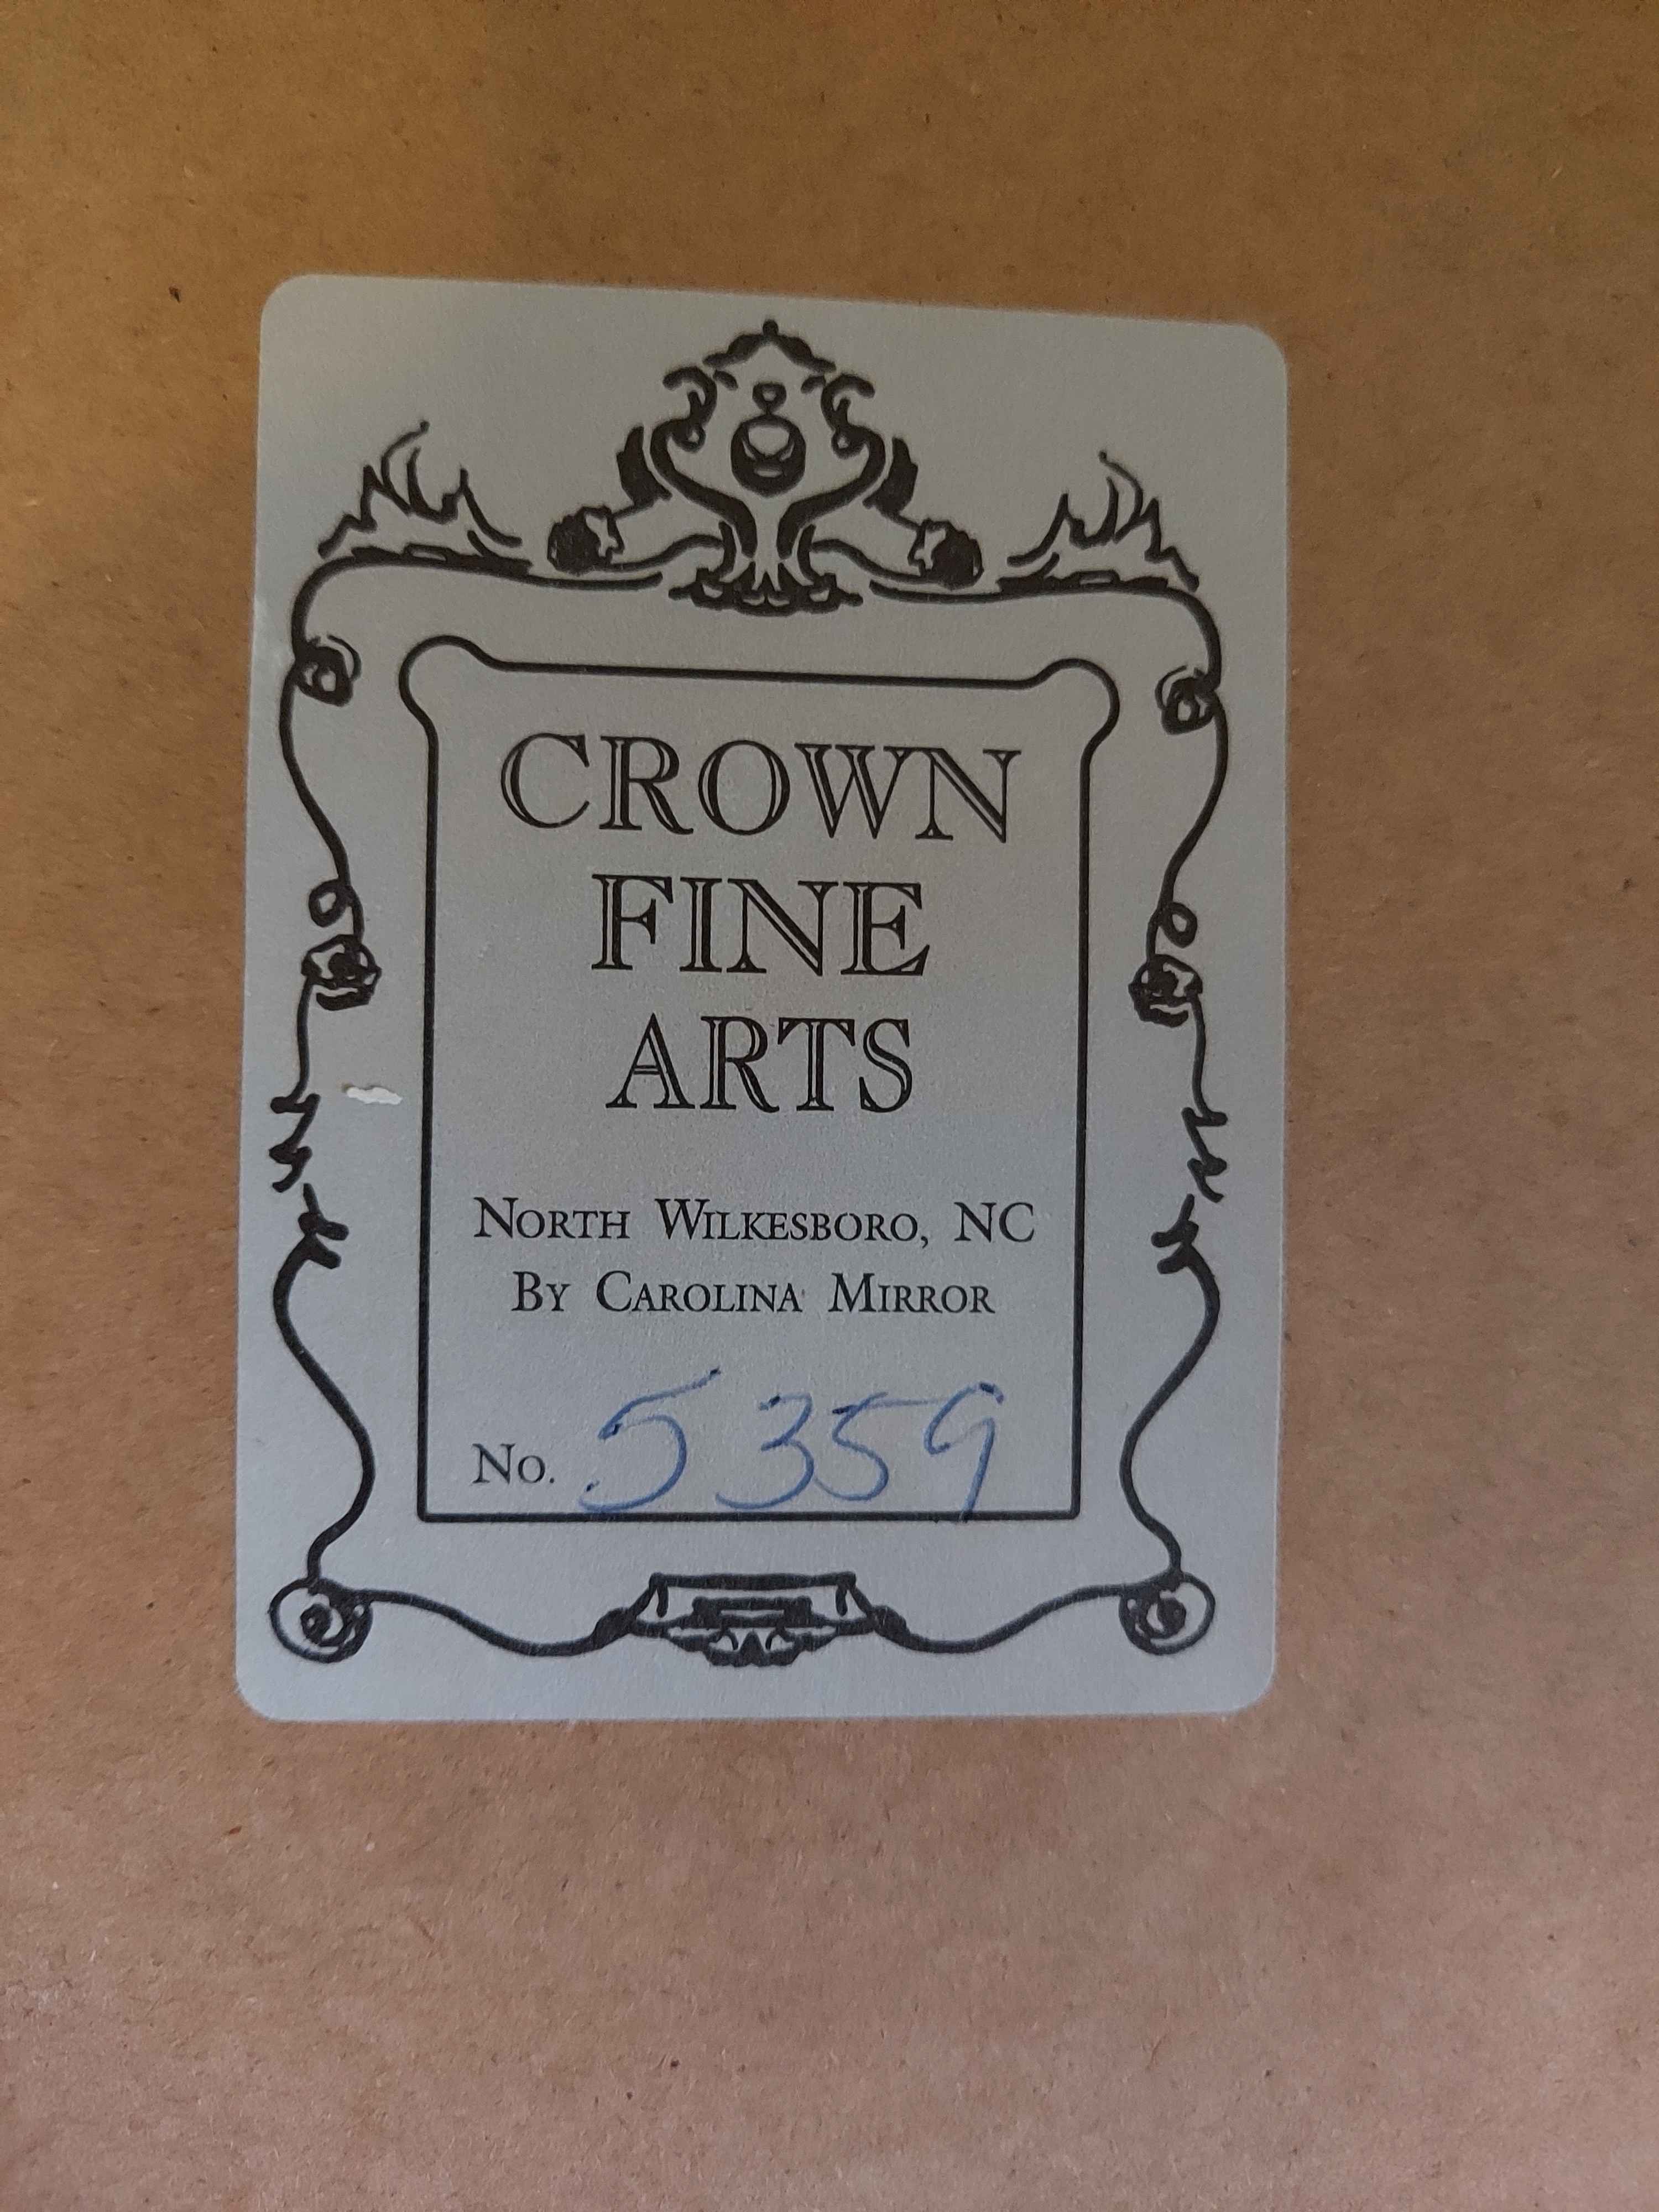 CROWN
FINE
ARTS
NORTH WILKESBORO, NC
BY CAROLINA MIRROR
NO. 5359